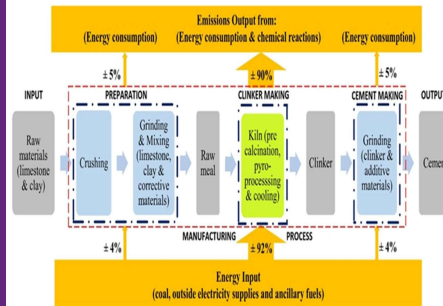 Emissions Output from:
(Energy consumption) (Energy consumption & chemical reactions) (Energy consumption)
± 5% ± 90% ± 5%
INPUT PREPARATION CLINKER MAKING CEMENT MAKING OUTPUT
Raw
materials
(limestone
& clay)
Crushing
Grinding
& Mixing
(limestone,
clay &
corrective
materials)
Raw
meal
Kiln (pre
calcination,
pyro-
processsing
& cooling)
Clinker
Grinding
(clinker &
additive
materials)
Cemen
MANUFACTURING PROCESS
± 4% ± 92% ± 4%
Energy Input
(coal, outside electricity supplies and ancillary fuels)